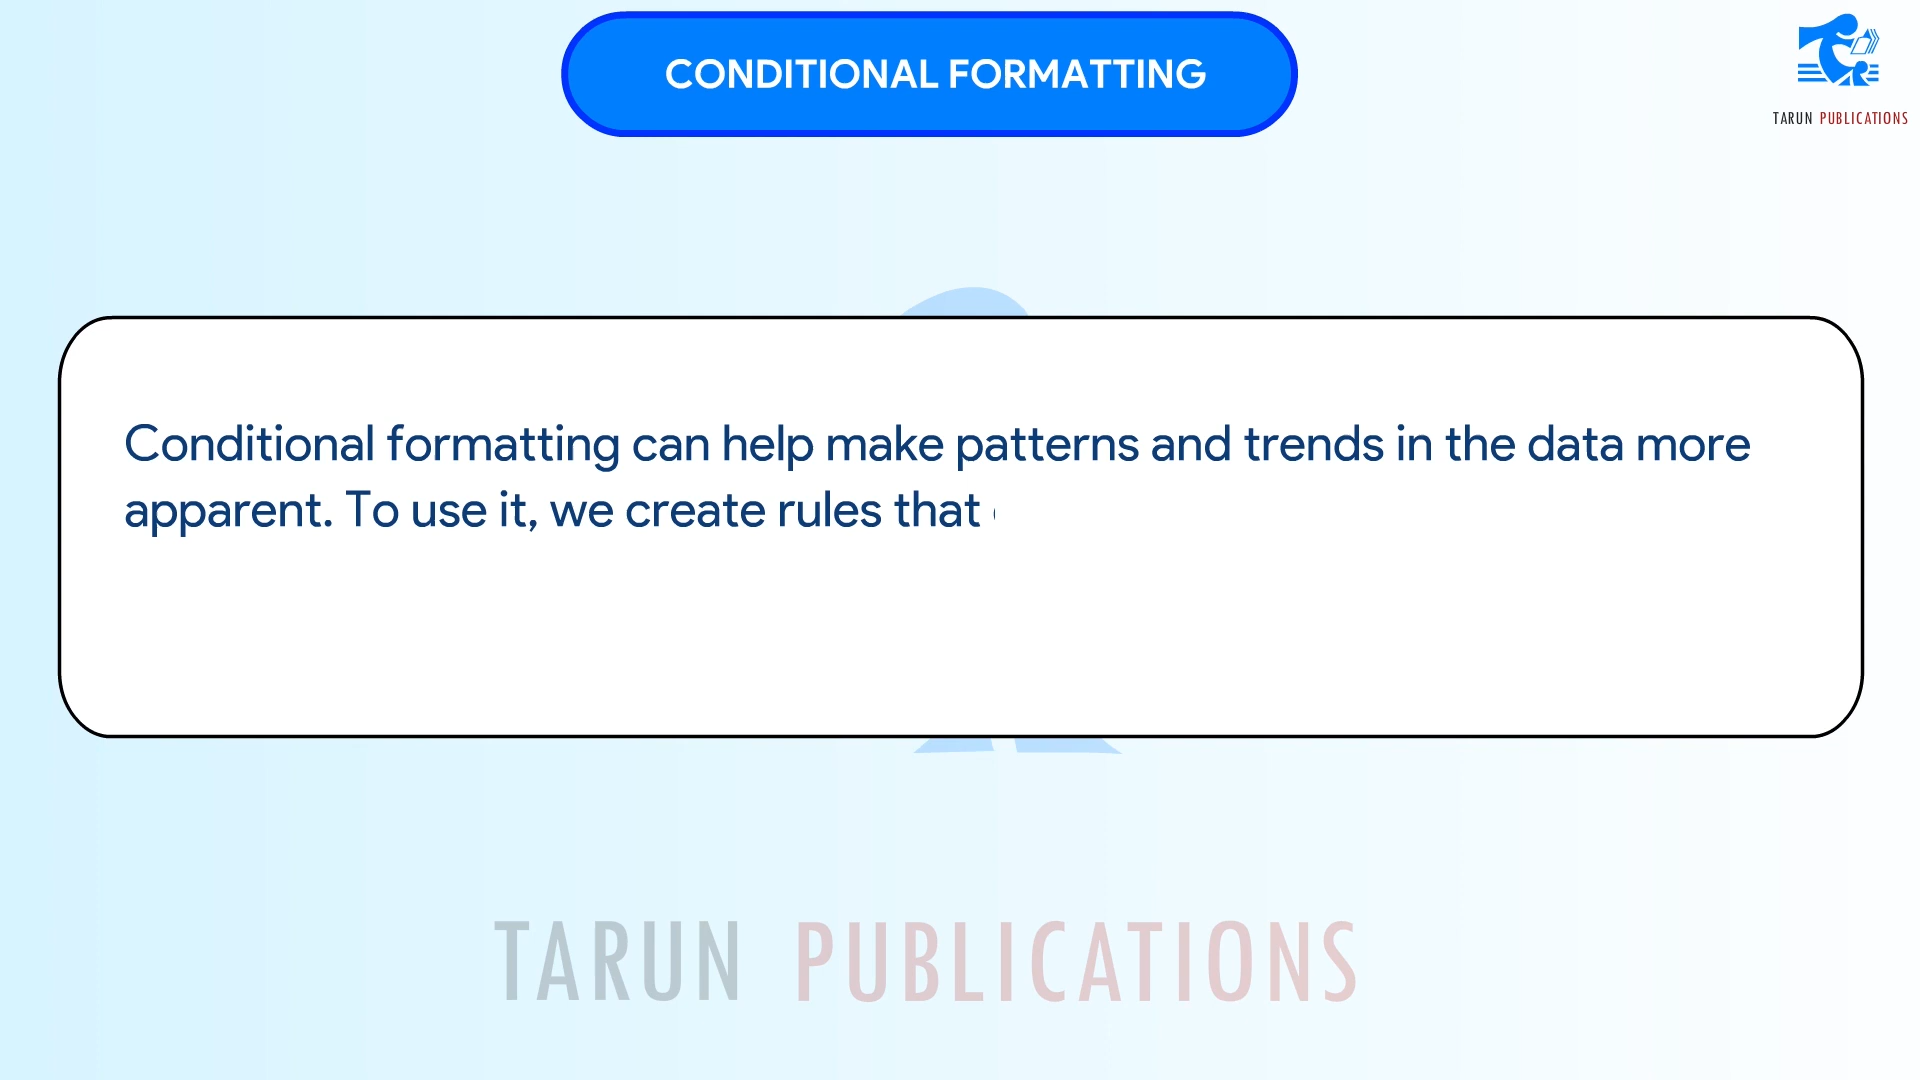 CONDITIONAL FORMATTING
TARUN PUBLICATIONS
Conditional formatting can help make patterns and trends in the data more
apparent. To use it, we create rules that
TARUN PUBLICATIONS